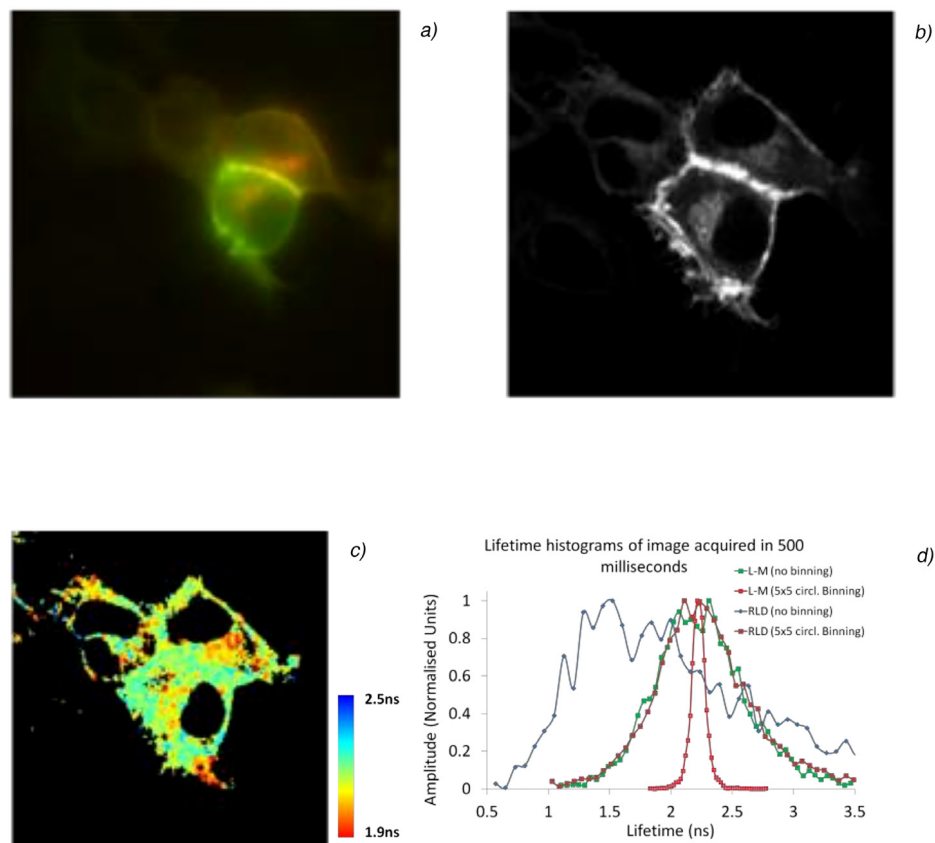 a)
b)
c)
2.5ns
1.9ns
d)
Lifetime histograms of image acquired in 500
milliseconds
L-M (no binning)
L-M (5x5 circl. Binning)
RLD (no binning)
RLD (5x5 circl. Binning)
Amplitude (Normalised Units)
1
0.8
0.6
0.4
0.2
0
0.5
1
1.5
2
2.5
3
3.5
Lifetime (ns)